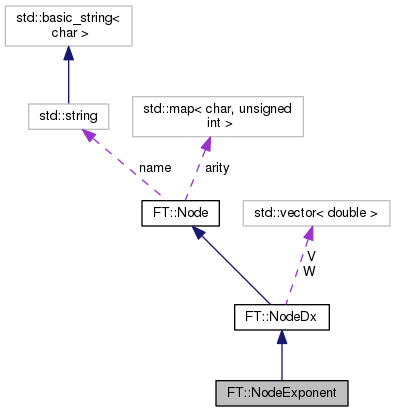 std::basic_string<
char >
std::string
std::map< char, unsigned
int >
name
arity
FT::Node
std::vector< double >
V
W
FT::NodeDx
FT::NodeExponent